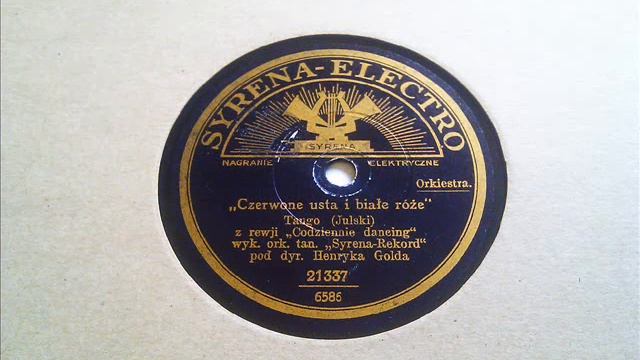 SYRENA-ELECTRO
SYRENA
NAGRANIE ELEKTRYCZNE
Orkiestra.
„Czerwone usta i białe róże“
Tango (Julski)
z rewji „Codziennie dancing“
wyk. ork. tan. „Syrena-Rekord“
pod dyr. Henryka Golda
21337
6586